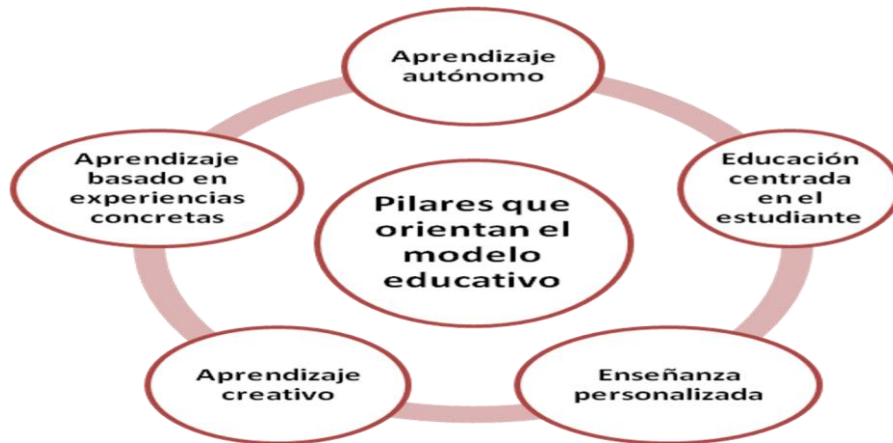 Aprendizaje
autónomo
Educación
centrada
en el
estudiante
Enseñanza
personalizada
Aprendizaje
creativo
Aprendizaje
basado en
experiencias
concretas
Pilares que
orientan el
modelo
educativo